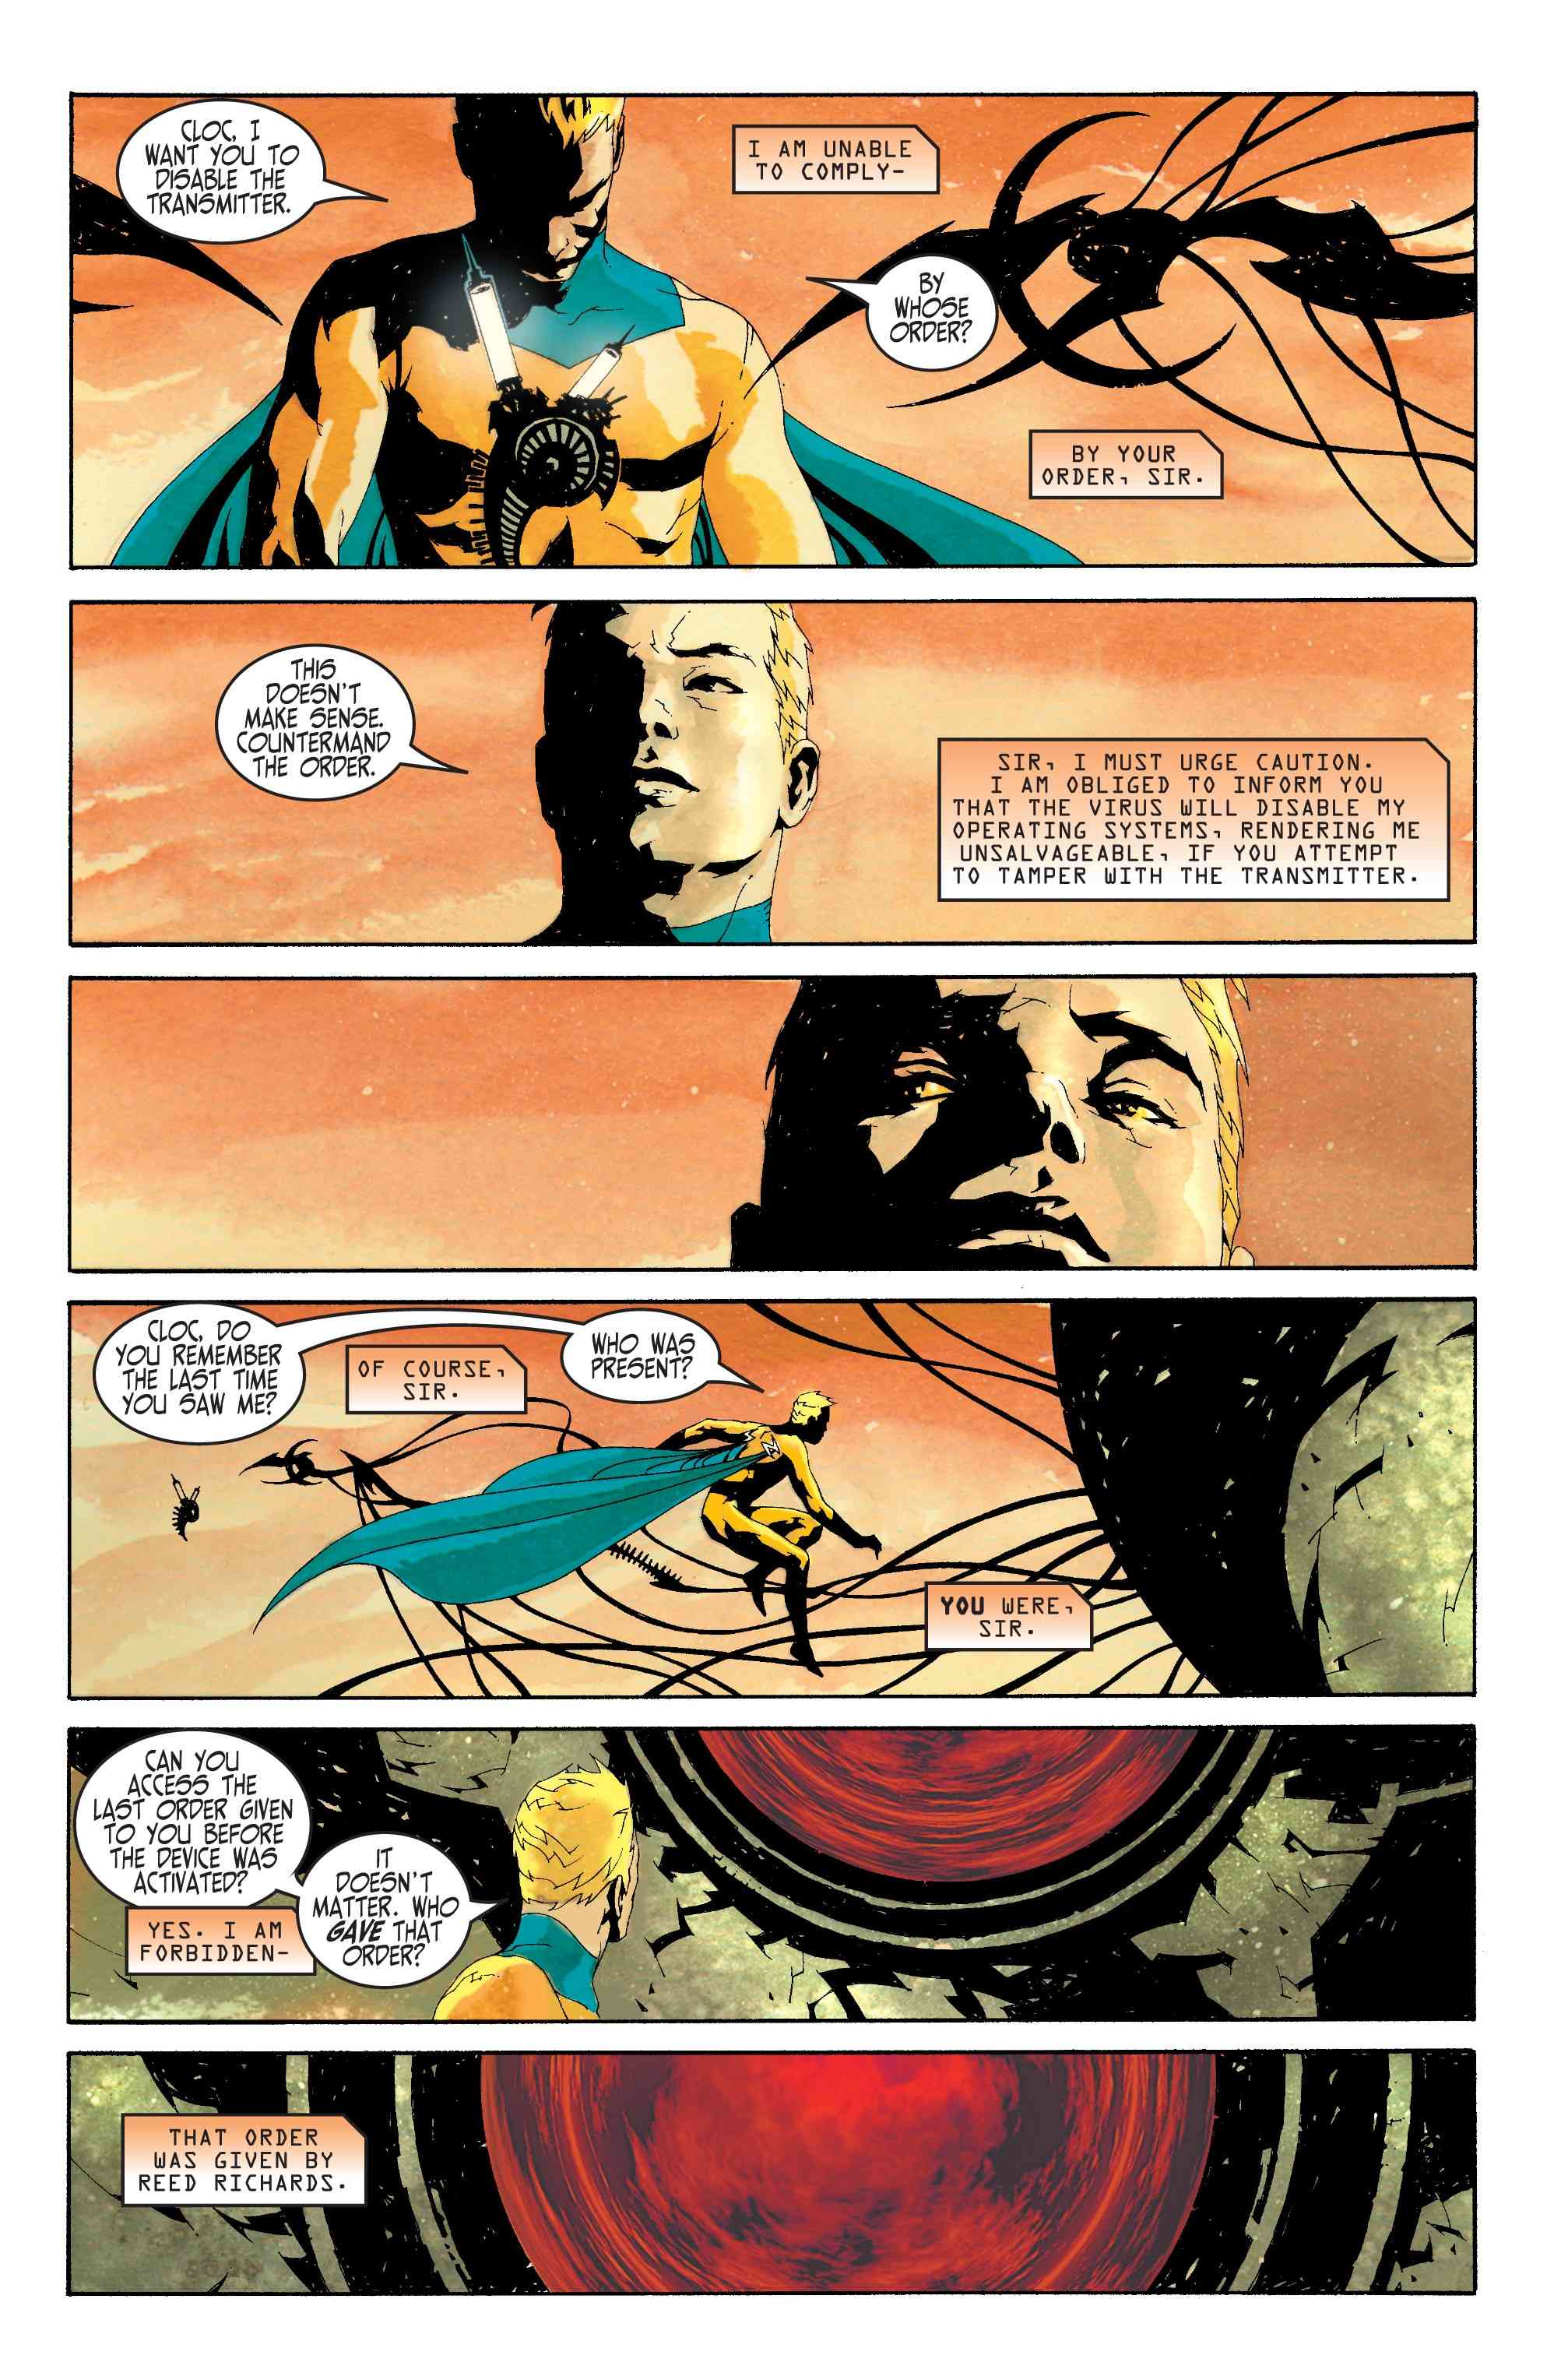 CLOC, I
WANT YOU TO
DISABLE THE
TRANSMITTER.
I AM UNABLE
TO COMPLY-
BY
WHOSE
ORDER?
BY YOUR
ORDER, SIR.
THIS
DOESN'T
MAKE SENSE.
COUNTERMAND
THE ORDER.
SIR, I MUST URGE CAUTION.
I AM OBLIGED TO INFORM YOU
THAT THE VIRUS WILL DISABLE MY
OPERATING SYSTEMS, RENDERING ME
UNSALVAGEABLE, IF YOU ATTEMPT
TO TAMPER WITH THE TRANSMITTER.
CLOC, DO
YOU REMEMBER
THE LAST TIME
YOU SAW ME?
OF COURSE,
SIR.
WHO WAS
PRESENT?
YOU WERE,
SIR.
CAN YOU
ACCESS THE
LAST ORDER GIVEN
TO YOU BEFORE
THE DEVICE WAS
ACTIVATED?
YES. I AM
FORBIDDEN-
IT
DOESN'T
MATTER. WHO
GAVE THAT
ORDER?
THAT ORDER
WAS GIVEN BY
REED RICHARDS.